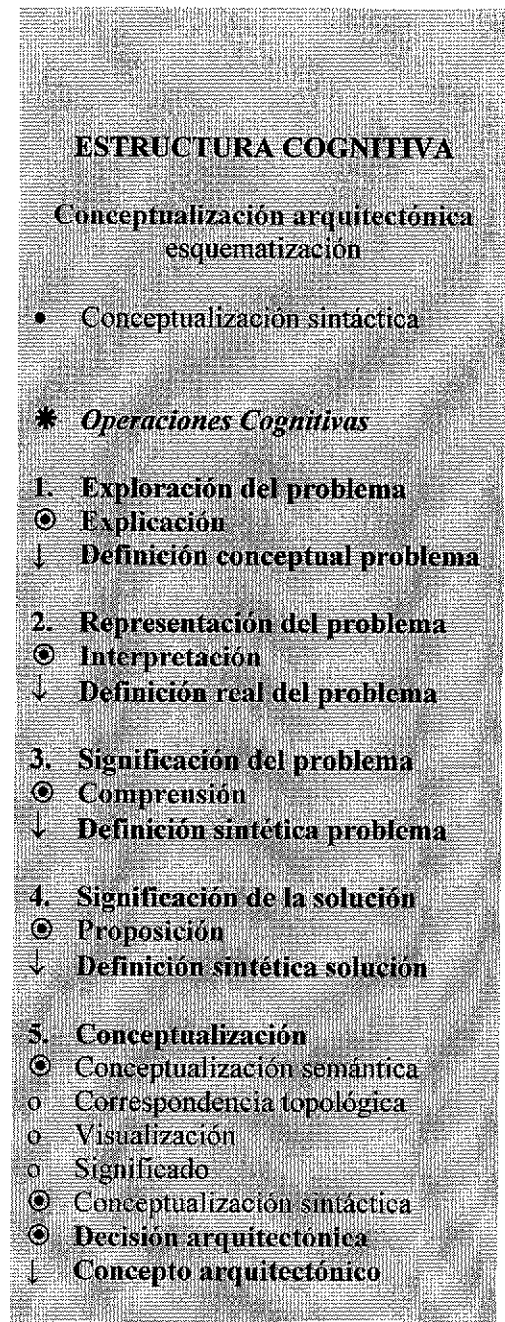 ESTRUCTURA COGNITIVA
Conceptualización arquitectónica
esquematización
• Conceptualización sintáctica
✱ Operaciones Cognitivas
1. Exploración del problema
⦿ Explicación
↓ Definición conceptual problema
2. Representación del problema
⦿ Interpretación
↓ Definición real del problema
3. Significación del problema
⦿ Comprensión
↓ Definición sintética problema
4. Significación de la solución
⦿ Proposición
↓ Definición sintética solución
5. Conceptualización
⦿ Conceptualización semántica
o Correspondencia topológica
o Visualización
o Significado
⦿ Conceptualización sintáctica
⦿ Decisión arquitectónica
↓ Concepto arquitectónico